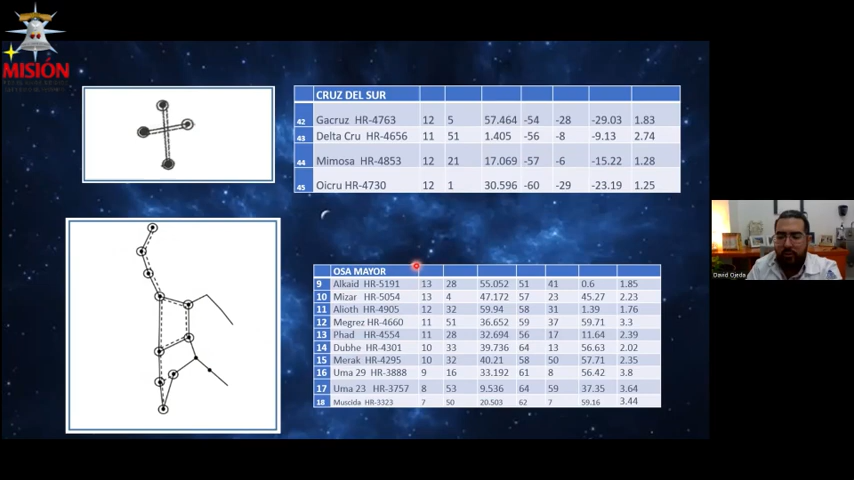 MISIÓN
CRUZ DEL SUR
42 Gacruz HR-4763 12 5 57.464 -54 -28 -29.03 1.83
43 Delta Cru HR-4656 11 51 1.405 -56 -8 -9.13 2.74
44 Mimosa HR-4853 12 21 17.069 -57 -6 -15.22 1.28
45 Oicru HR-4730 12 1 30.596 -60 -29 -23.19 1.25
OSA MAYOR
9 Alkaid HR-5191 13 28 55.052 51 41 0.6 1.85
10 Mizar HR-5054 13 4 47.172 57 23 45.27 2.23
11 Alioth HR-4905 12 32 59.94 58 31 1.39 1.76
12 Megrez HR-4660 11 51 36.652 59 37 59.71 3.3
13 Phad HR-4554 11 28 32.694 56 17 11.64 2.39
14 Dubhe HR-4301 10 33 39.736 64 13 56.63 2.02
15 Merak HR-4295 10 32 40.21 58 50 57.71 2.35
16 Uma 29 HR-3888 9 16 33.192 61 8 56.42 3.8
17 Uma 23 HR-3757 8 53 9.536 64 59 37.35 3.64
18 Muscida HR-3323 7 50 20.503 62 7 59.16 3.44
David Ojeda